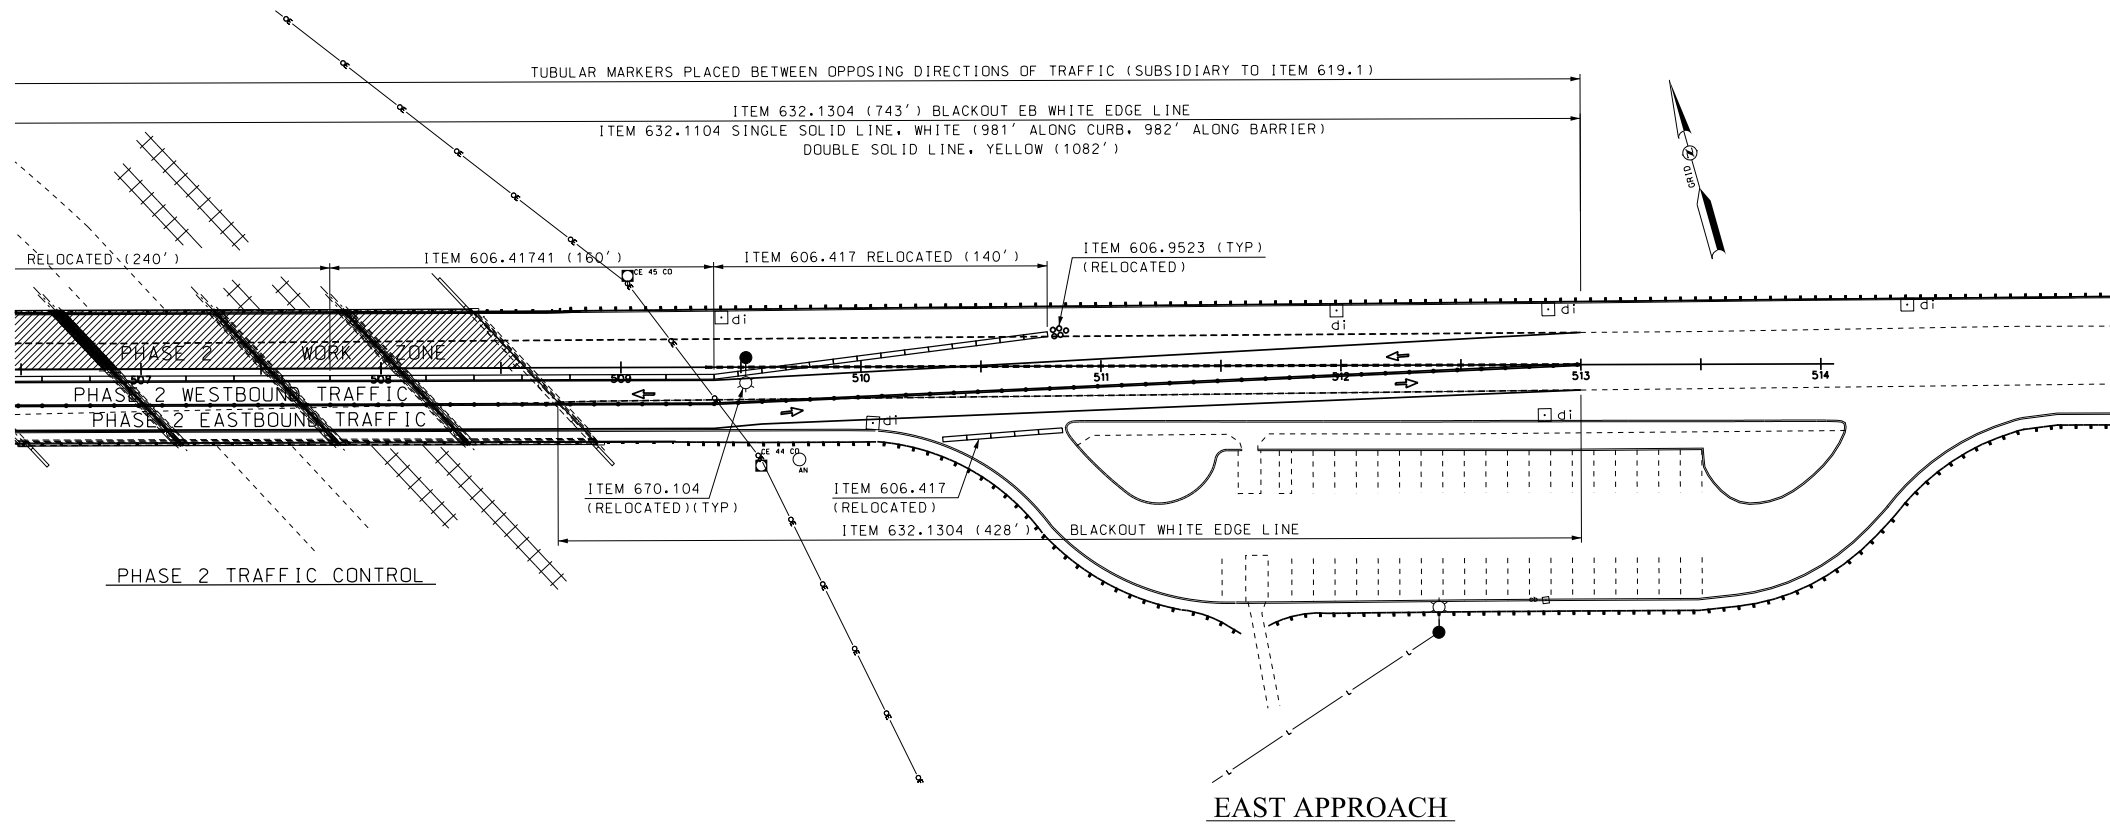 TUBULAR MARKERS PLACED BETWEEN OPPOSING DIRECTIONS OF TRAFFIC (SUBSIDIARY TO ITEM 619.1)
ITEM 632.1304 (743′) BLACKOUT EB WHITE EDGE LINE
ITEM 632.1104 SINGLE SOLID LINE, WHITE (981′ ALONG CURB, 982′ ALONG BARRIER)
DOUBLE SOLID LINE, YELLOW (1082′)
GRID
N
RELOCATED (240′)
ITEM 606.41741 (160′)
ITEM 606.417 RELOCATED (140′)
ITEM 606.9523 (TYP)
(RELOCATED)
CE 45 CO
di
di
di
di
PHASE 2 WORK ZONE
507
508
509
510
511
512
513
514
PHASE 2 WESTBOUND TRAFFIC
PHASE 2 EASTBOUND TRAFFIC
di
di
CE 44 CO
AN
ITEM 670.104
(RELOCATED)(TYP)
ITEM 606.417
(RELOCATED)
ITEM 632.1304 (428′) BLACKOUT WHITE EDGE LINE
PHASE 2 TRAFFIC CONTROL
L
L
L
L
EAST APPROACH